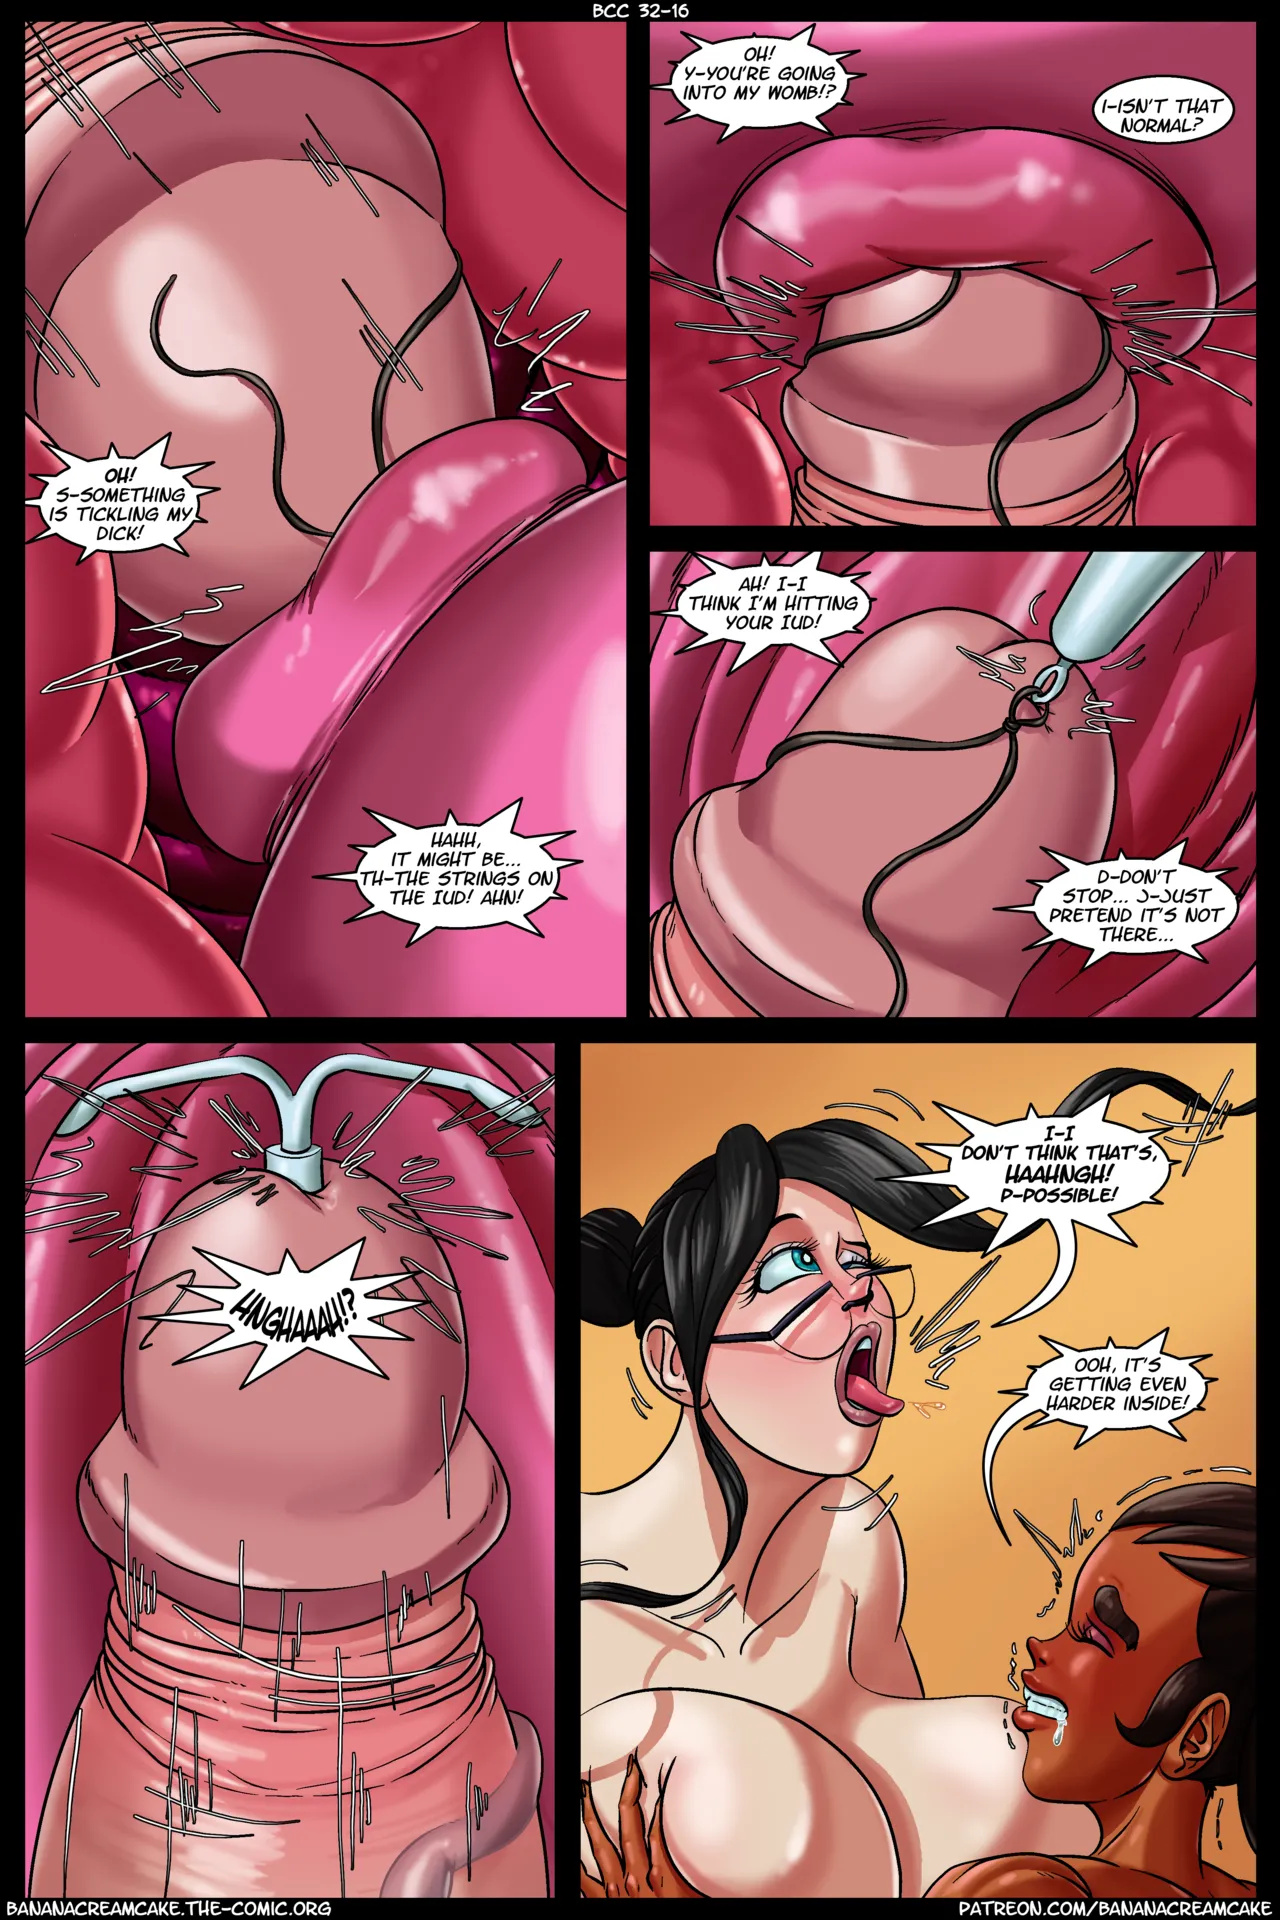 BCC 32-16
OH!
S-SOMETHING
IS TICKLING MY
DICK!
HAHH,
IT MIGHT BE...
TH-THE STRINGS ON
THE IUD! AHN!
OH!
Y-YOU'RE GOING
INTO MY WOMB!?
I-ISN'T THAT
NORMAL?
AH! I-I
THINK I'M HITTING
YOUR IUD!
D-DON'T
STOP... J-JUST
PRETEND IT'S NOT
THERE...
HNGHAAAH!?
I-I
DON'T THINK THAT'S,
HAAHNGH!
P-POSSIBLE!
OOH, IT'S
GETTING EVEN
HARDER INSIDE!
BANANACREAMCAKE.THE-COMIC.ORG
PATREON.COM/BANANACREAMCAKE